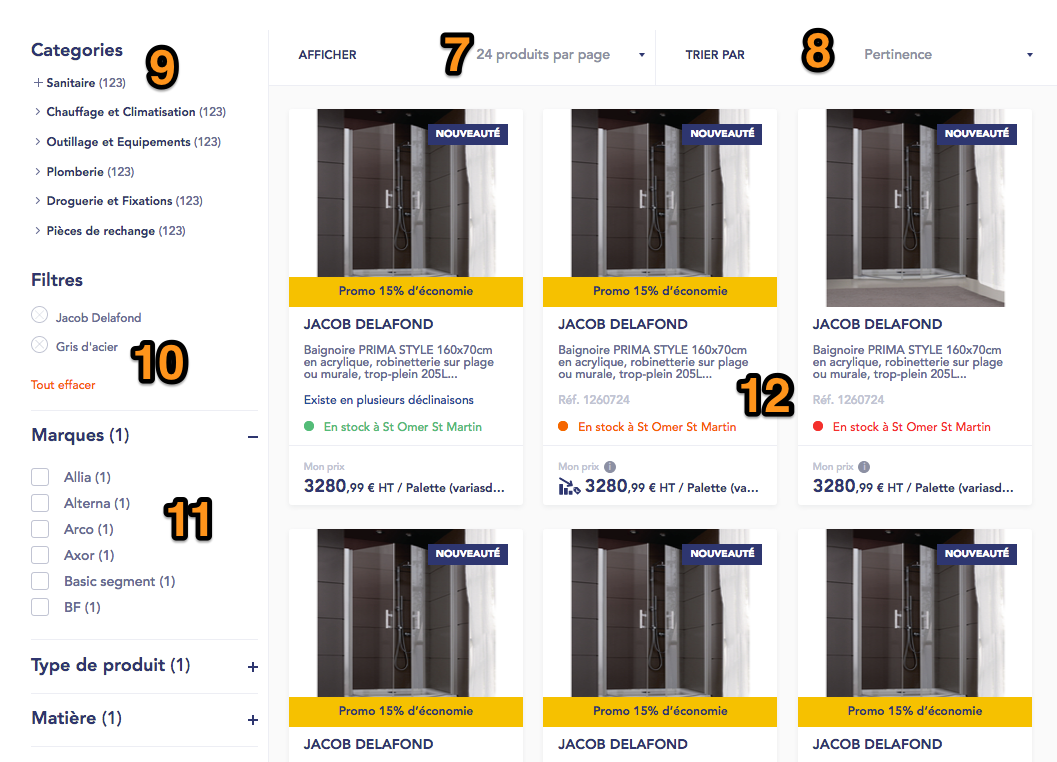 Categories
9
+ Sanitaire (123)
> Chauffage et Climatisation (123)
> Outillage et Equipements (123)
> Plomberie (123)
> Droguerie et Fixations (123)
> Pièces de rechange (123)
Filtres
Jacob Delafond
Gris d'acier
10
Tout effacer
Marques (1) –
Allia (1)
Alterna (1)
11
Arco (1)
Axor (1)
Basic segment (1)
BF (1)
Type de produit (1) +
Matière (1) +
AFFICHER 7 24 produits par page
TRIER PAR 8 Pertinence
NOUVEAUTÉ
Promo 15% d'économie
JACOB DELAFOND
Baignoire PRIMA STYLE 160x70cm
en acrylique, robinetterie sur plage
ou murale, trop-plein 205L...
Existe en plusieurs déclinaisons
En stock à St Omer St Martin
Mon prix
3280,99 € HT / Palette (variasd...
NOUVEAUTÉ
Promo 15% d'économie
JACOB DELAFOND
Baignoire PRIMA STYLE 160x70cm
en acrylique, robinetterie sur plage
ou murale, trop-plein 205L...
12
Réf. 1260724
En stock à St Omer St Martin
Mon prix i
3280,99 € HT / Palette (va...
NOUVEAUTÉ
JACOB DELAFOND
Baignoire PRIMA STYLE 160x70cm
en acrylique, robinetterie sur plage
ou murale, trop-plein 205L...
Réf. 1260724
En stock à St Omer St Martin
Mon prix i
3280,99 € HT / Palette (variasd...
NOUVEAUTÉ
Promo 15% d'économie
JACOB DELAFOND
NOUVEAUTÉ
Promo 15% d'économie
JACOB DELAFOND
NOUVEAUTÉ
Promo 15% d'économie
JACOB DELAFOND